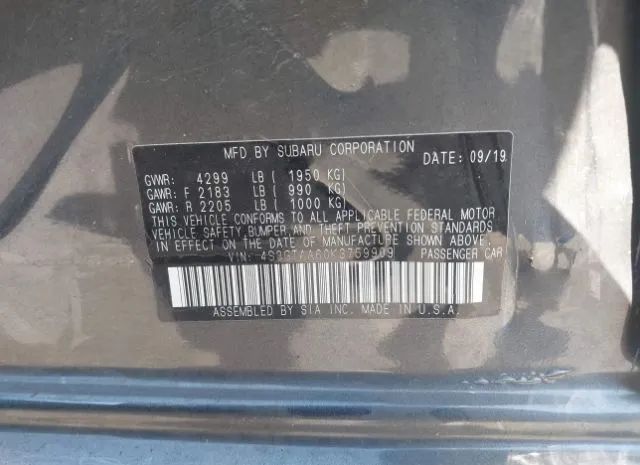 MFD BY SUBARU CORPORATION DATE: 09/19
GVWR: 4299 LB ( 1950 KG)
GAWR: F 2183 LB ( 990 KG)
GAWR: R 2205 LB ( 1000 KG)
THIS VEHICLE CONFORMS TO ALL APPLICABLE FEDERAL MOTOR
VEHICLE SAFETY, BUMPER AND THEFT PREVENTION STANDARDS
IN EFFECT ON THE DATE OF MANUFACTURE SHOWN ABOVE.
VIN: PASSENGER CAR
ASSEMBLED BY SIA INC. MADE IN U.S.A.